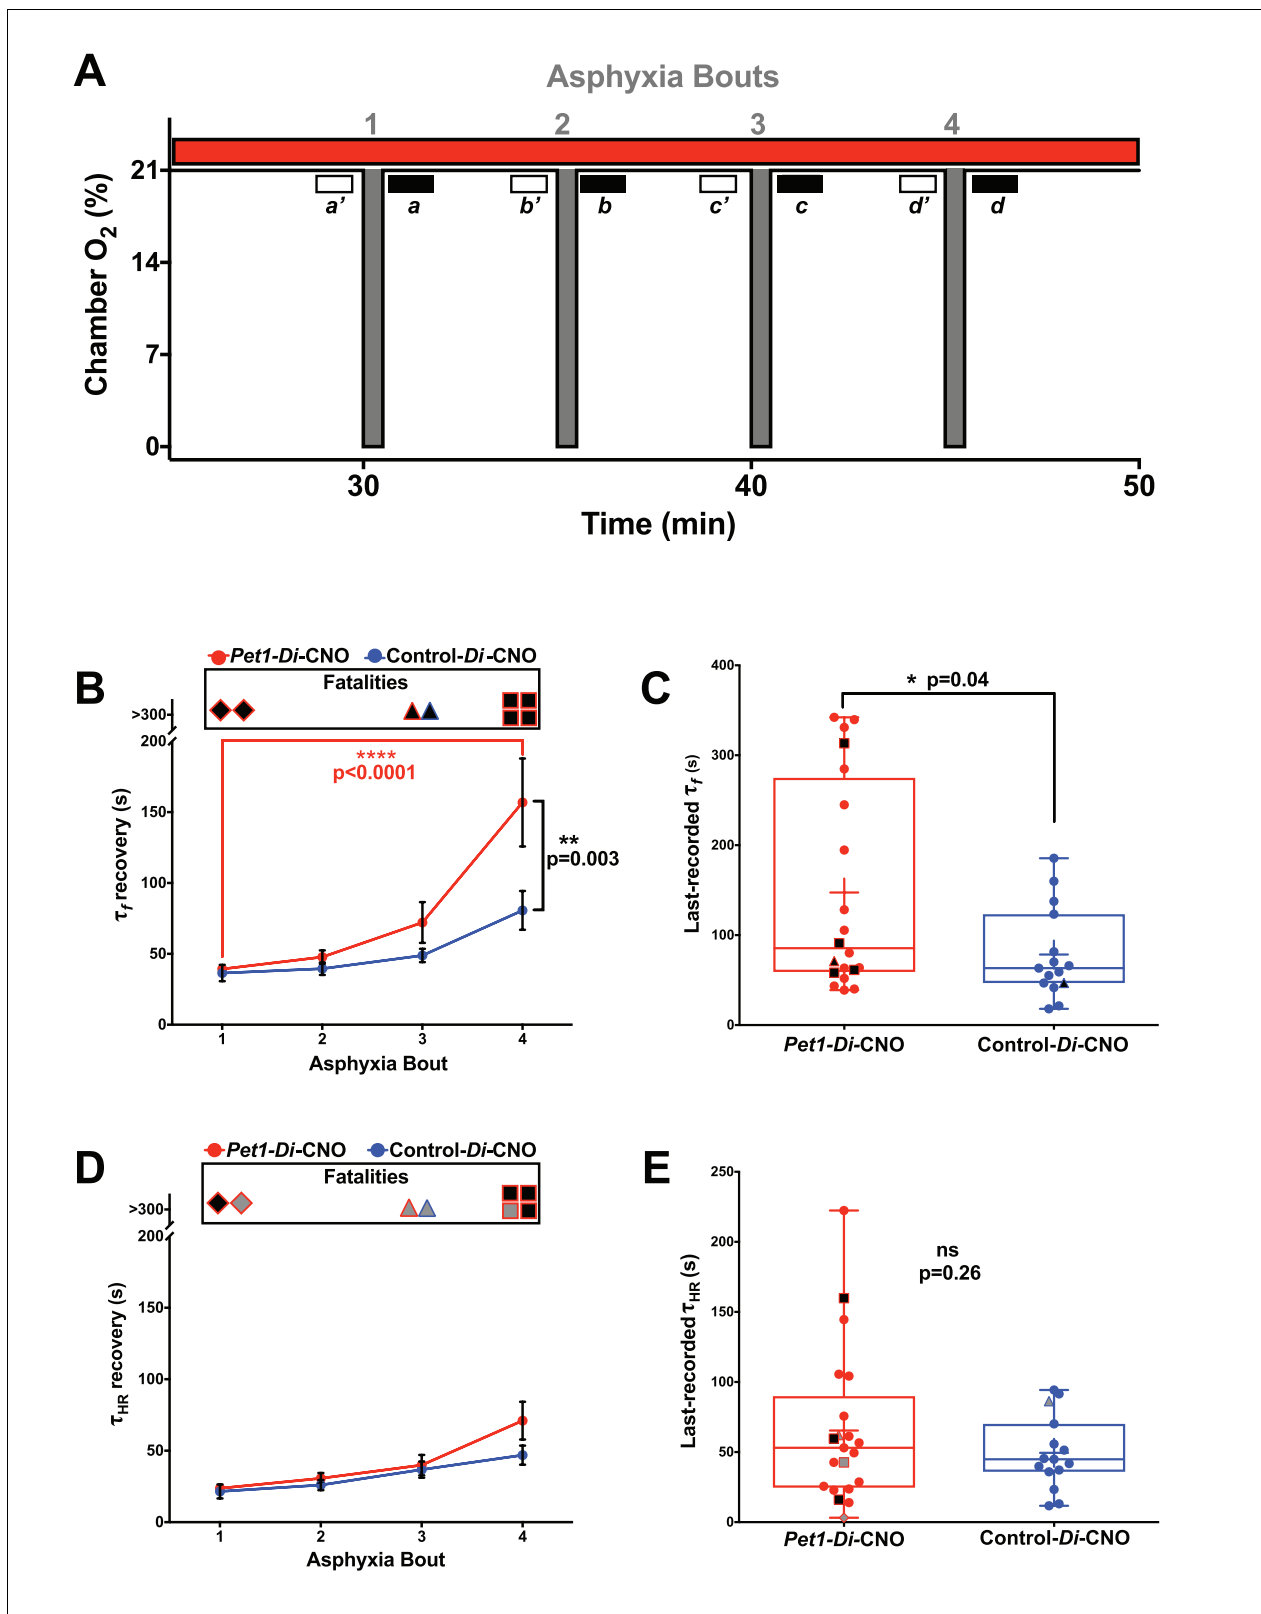 A
Asphyxia Bouts
1 2 3 4
21
14
7
0
Chamber O2 (%)
a’ a b’ b c’ c d’ d
30 40 50
Time (min)
B
Pet1-Di-CNO Control-Di-CNO
Fatalities
>300
200
150
100
50
0
τf recovery (s)
****
p<0.0001
**
p=0.003
1 2 3 4
Asphyxia Bout
C
400
300
200
100
0
Last-recorded τf (s)
* p=0.04
Pet1-Di-CNO Control-Di-CNO
D
Pet1-Di-CNO Control-Di-CNO
Fatalities
>300
200
150
100
50
0
τHR recovery (s)
1 2 3 4
Asphyxia Bout
E
250
200
150
100
50
0
Last-recorded τHR (s)
ns
p=0.26
Pet1-Di-CNO Control-Di-CNO